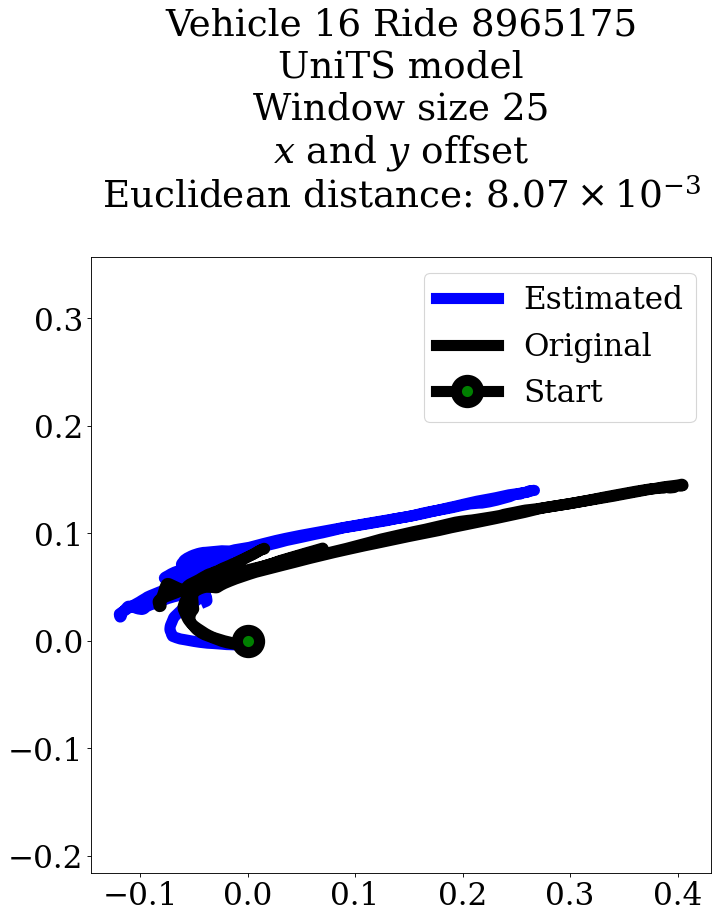 Vehicle 16 Ride 8965175
UniTS model
Window size 25
x and y offset
Euclidean distance: 8.07 × 10⁻³
Estimated
Original
Start
0.3
0.2
0.1
0.0
−0.1
−0.2
−0.1 0.0 0.1 0.2 0.3 0.4